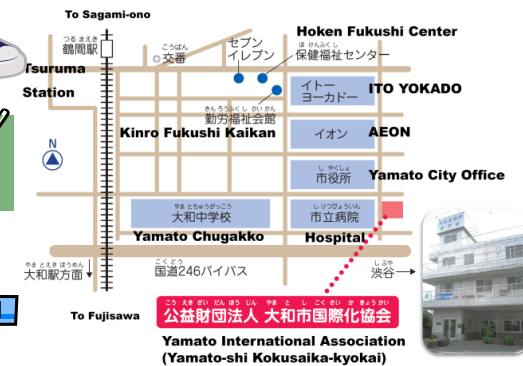 To Sagami-ono
つる まえき
鶴間駅
Tsuruma
Station
こうばん
交番
セブン
イレブン
Hoken Fukushi Center
ほ けんふくし
保健福祉センター
きんろうふくし かいかん
勤労福祉会館
Kinro Fukushi Kaikan
イトー
ヨーカドー
ITO YOKADO
イオン
AEON
N
し やくしょ
市役所
Yamato City Office
やまとちゅうがっこう
大和中学校
Yamato Chugakko
しりつびょういん
市立病院
Hospital
やまとえきほうめん
大和駅方面
こくどう
国道246バイパス
しぶや
渋谷
To Fujisawa
こう えき ざい だん ほう じん やま と し こく さい か きょう かい
公益財団法人 大和市国際化協会
Yamato International Association
(Yamato-shi Kokusaika-kyokai)